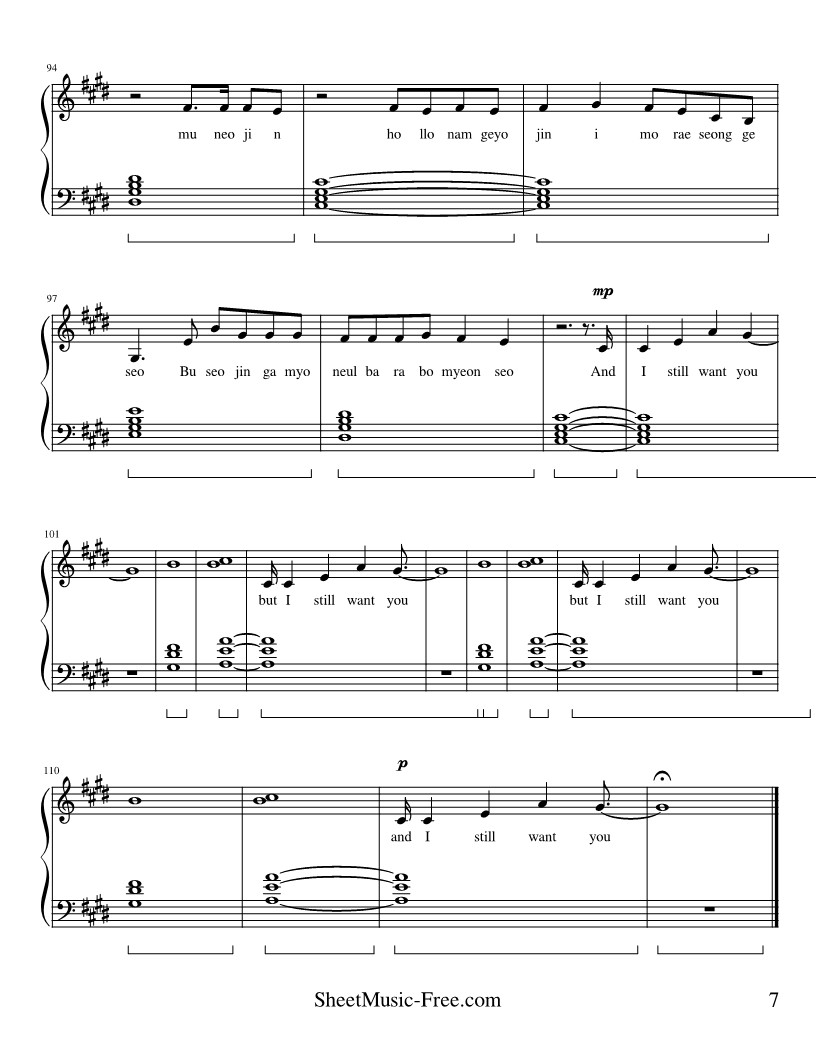 94
mu neo ji n ho llo nam geyo jin i mo rae seong ge
97
mp
seo Bu seo jin ga myo neul ba ra bo myeon seo And I still want you
101
but I still want you but I still want you
110
p
and I still want you
SheetMusic-Free.com 7